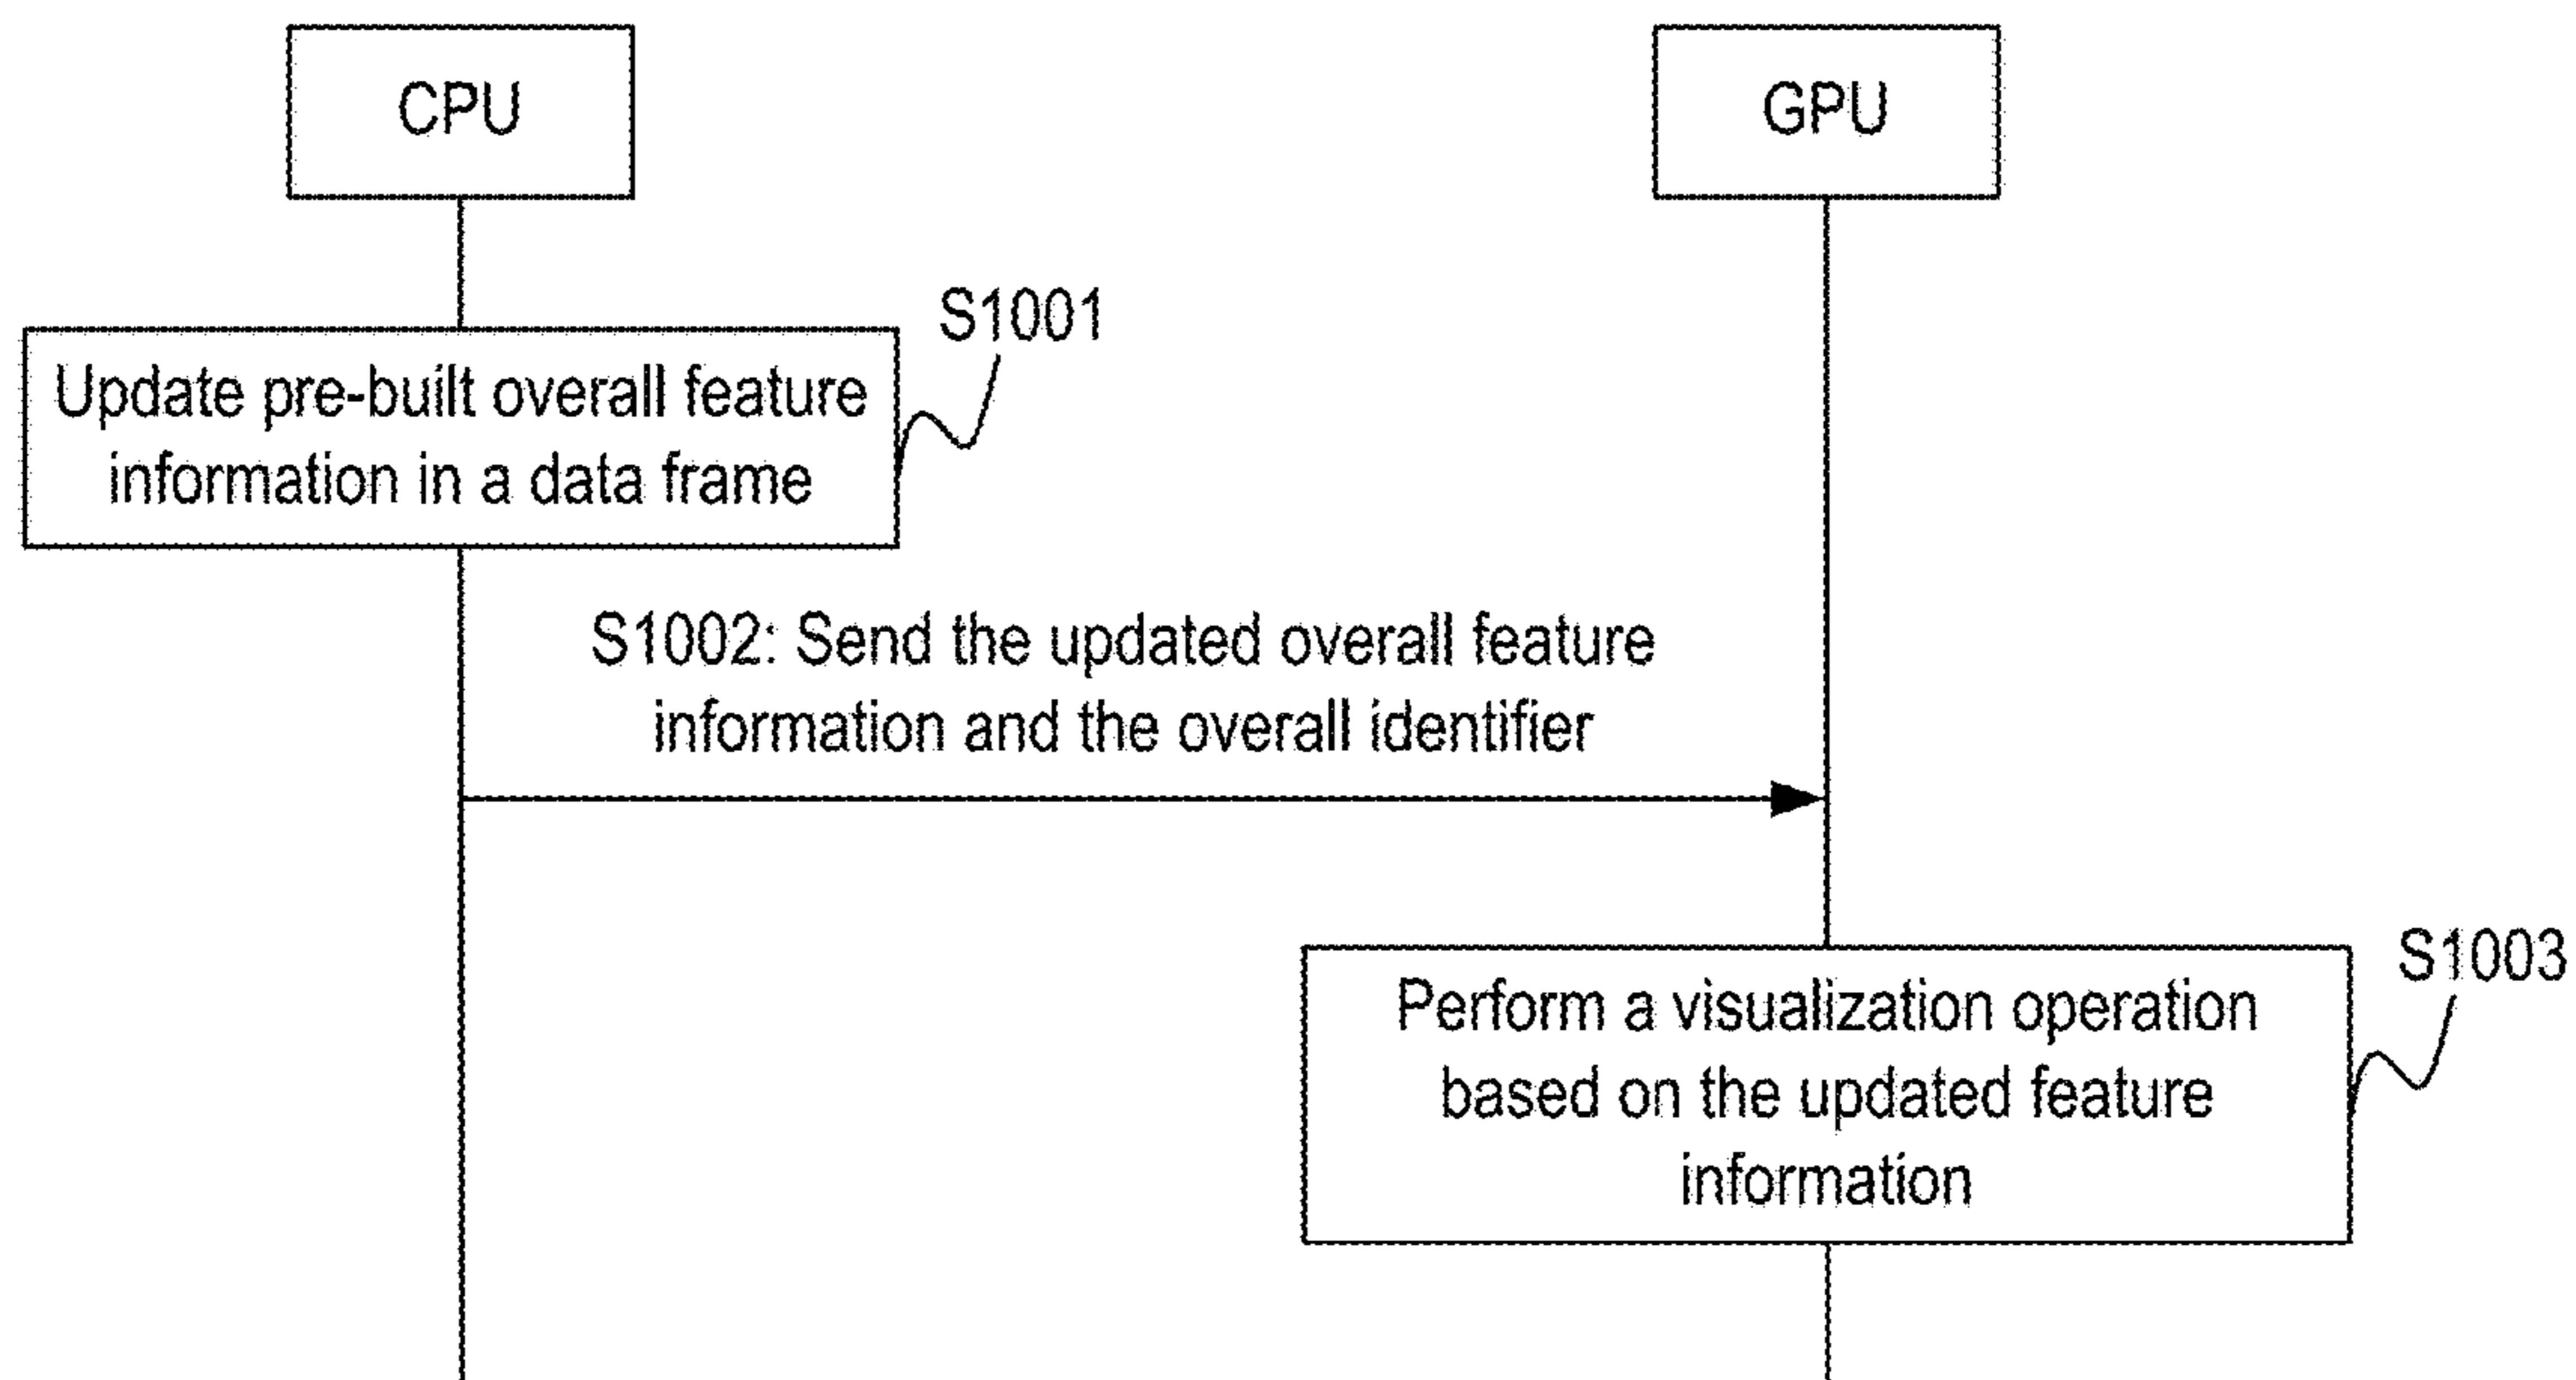 CPU
GPU
S1001
Update pre-built overall feature
information in a data frame
S1002: Send the updated overall feature
information and the overall identifier
S1003
Perform a visualization operation
based on the updated feature
information